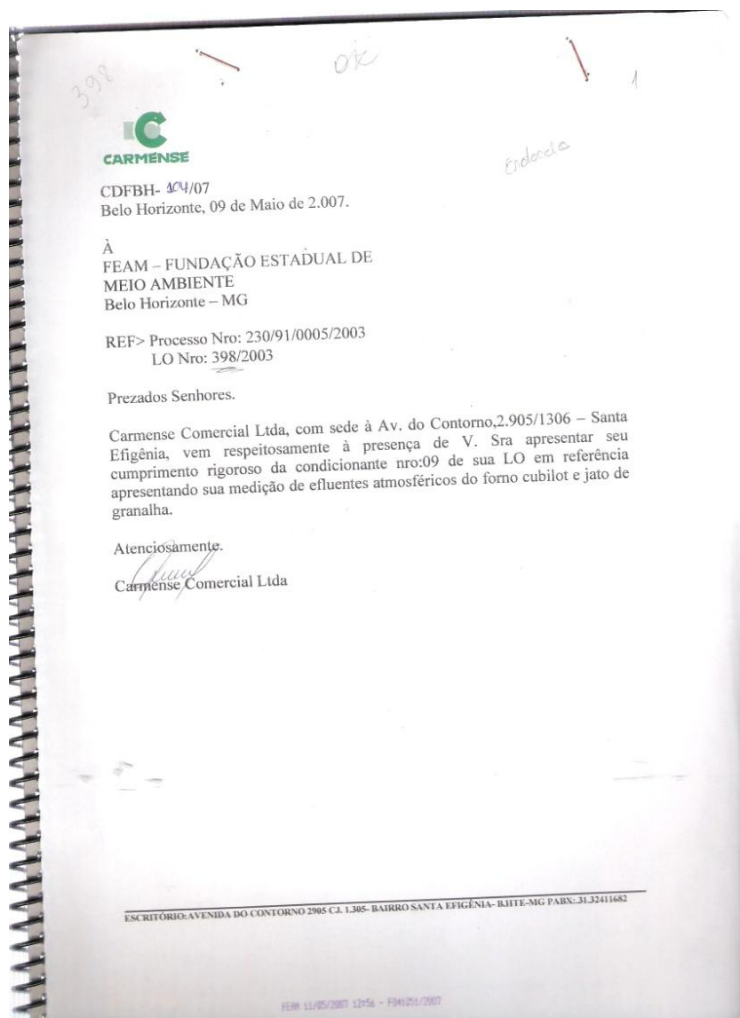 398
OK
1
CARMENSE
CDFBH- 104/07
Belo Horizonte, 09 de Maio de 2.007.
À
FEAM – FUNDAÇÃO ESTADUAL DE
MEIO AMBIENTE
Belo Horizonte – MG
REF> Processo Nro: 230/91/0005/2003
LO Nro: 398/2003
Prezados Senhores.
Carmense Comercial Ltda, com sede à Av. do Contorno,2.905/1306 – Santa
Efigênia, vem respeitosamente à presença de V. Sra apresentar seu
cumprimento rigoroso da condicionante nro:09 de sua LO em referência
apresentando sua medição de efluentes atmosféricos do forno cubilot e jato de
granalha.
Atenciosamente.
Carmense Comercial Ltda
ESCRITÓRIO:AVENIDA DO CONTORNO 2905 CJ. 1.305- BAIRRO SANTA EFIGÊNIA- B.HTE-MG PABX:.31.32411682
FEAM 11/05/2007 12:56 - F041051/2007